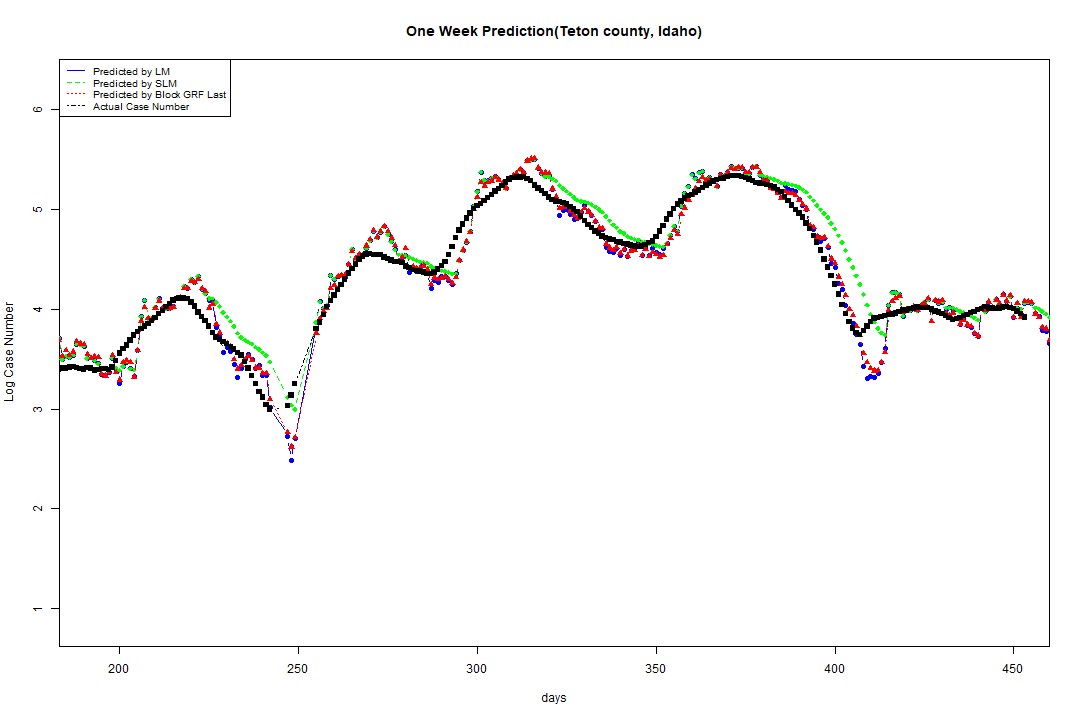 One Week Prediction(Teton county, Idaho)
Predicted by LM
Predicted by SLM
Predicted by Block GRF Last
Actual Case Number
6
5
4
3
2
1
Log Case Number
200 250 300 350 400 450
days